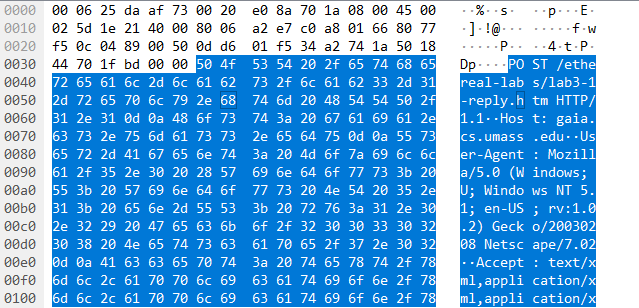 0000 00 06 25 da af 73 00 20 e0 8a 70 1a 08 00 45 00 ··%··s·  ··p···E·
0010 02 5d 1e 21 40 00 80 06 a2 e7 c0 a8 01 66 80 77 ·]·!@··· ·····f·w
0020 f5 0c 04 89 00 50 dd d6 01 f5 34 a2 74 1a 50 18 ·····P·· ··4·t·P·
0030 44 70 1f bd 00 00 50 4f 53 54 20 2f 65 74 68 65 Dp····PO ST /ethe
0040 72 65 61 6c 2d 6c 61 62 73 2f 6c 61 62 33 2d 31 real-lab s/lab3-1
0050 2d 72 65 70 6c 79 2e 68 74 6d 20 48 54 54 50 2f -reply.h tm HTTP/
0060 31 2e 31 0d 0a 48 6f 73 74 3a 20 67 61 69 61 2e 1.1··Hos t: gaia.
0070 63 73 2e 75 6d 61 73 73 2e 65 64 75 0d 0a 55 73 cs.umass .edu··Us
0080 65 72 2d 41 67 65 6e 74 3a 20 4d 6f 7a 69 6c 6c er-Agent : Mozill
0090 61 2f 35 2e 30 20 28 57 69 6e 64 6f 77 73 3b 20 a/5.0 (W indows;
00a0 55 3b 20 57 69 6e 64 6f 77 73 20 4e 54 20 35 2e U; Windo ws NT 5.
00b0 31 3b 20 65 6e 2d 55 53 3b 20 72 76 3a 31 2e 30 1; en-US ; rv:1.0
00c0 2e 32 29 20 47 65 63 6b 6f 2f 32 30 30 33 30 32 .2) Geck o/200302
00d0 30 38 20 4e 65 74 73 63 61 70 65 2f 37 2e 30 32 08 Netsc ape/7.02
00e0 0d 0a 41 63 63 65 70 74 3a 20 74 65 78 74 2f 78 ··Accept : text/x
00f0 6d 6c 2c 61 70 70 6c 69 63 61 74 69 6f 6e 2f 78 ml,appli cation/x
0100 6d 6c 2c 61 70 70 6c 69 63 61 74 69 6f 6e 2f 78 ml,appli cation/x